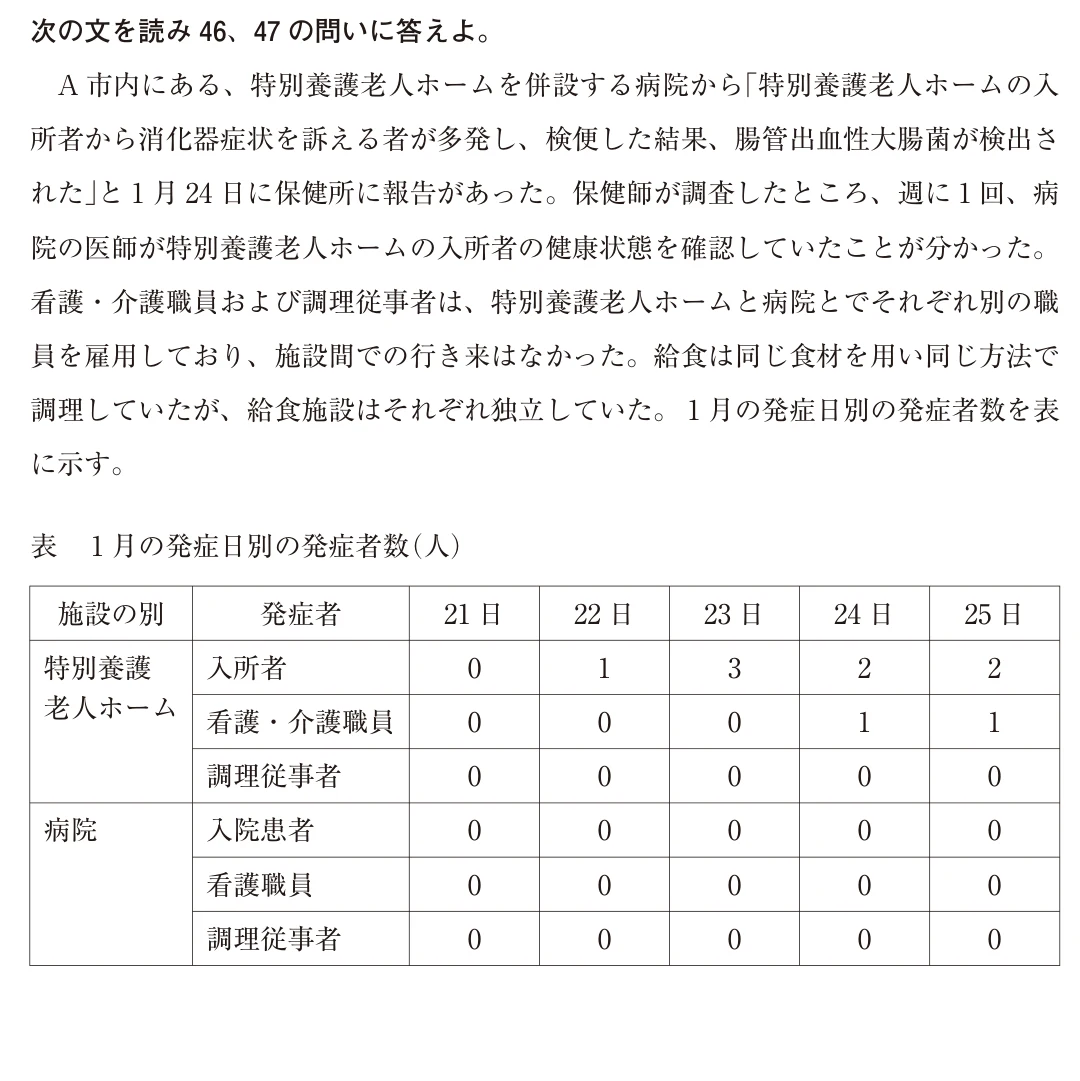 次の文を読み 46、47 の問いに答えよ。
A 市内にある、特別養護老人ホームを併設する病院から「特別養護老人ホームの入
所者から消化器症状を訴える者が多発し、検便した結果、腸管出血性大腸菌が検出さ
れた」と 1 月 24 日に保健所に報告があった。保健師が調査したところ、週に 1 回、病
院の医師が特別養護老人ホームの入所者の健康状態を確認していたことが分かった。
看護・介護職員および調理従事者は、特別養護老人ホームと病院とでそれぞれ別の職
員を雇用しており、施設間での行き来はなかった。給食は同じ食材を用い同じ方法で
調理していたが、給食施設はそれぞれ独立していた。1 月の発症日別の発症者数を表
に示す。
表　1 月の発症日別の発症者数(人)
施設の別 発症者 21 日 22 日 23 日 24 日 25 日
特別養護老人ホーム 入所者 0 1 3 2 2
看護・介護職員 0 0 0 1 1
調理従事者 0 0 0 0 0
病院 入院患者 0 0 0 0 0
看護職員 0 0 0 0 0
調理従事者 0 0 0 0 0